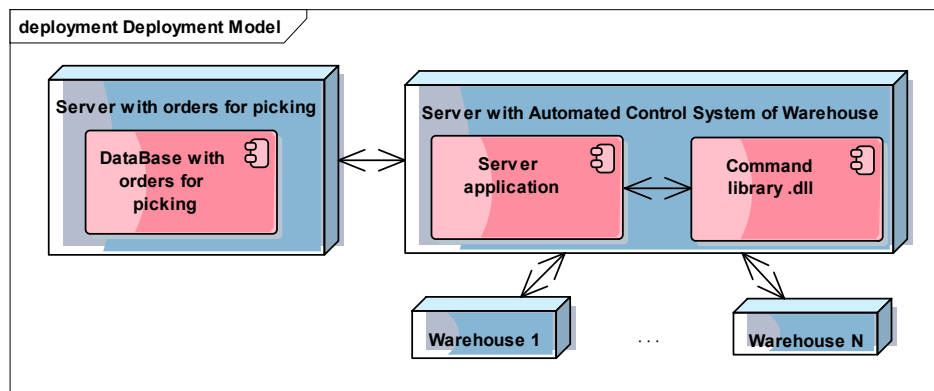 deployment Deployment Model
Server with orders for picking
DataBase with
orders for
picking
Server with Automated Control System of Warehouse
Server
application
Command
library .dll
Warehouse 1
. . .
Warehouse N